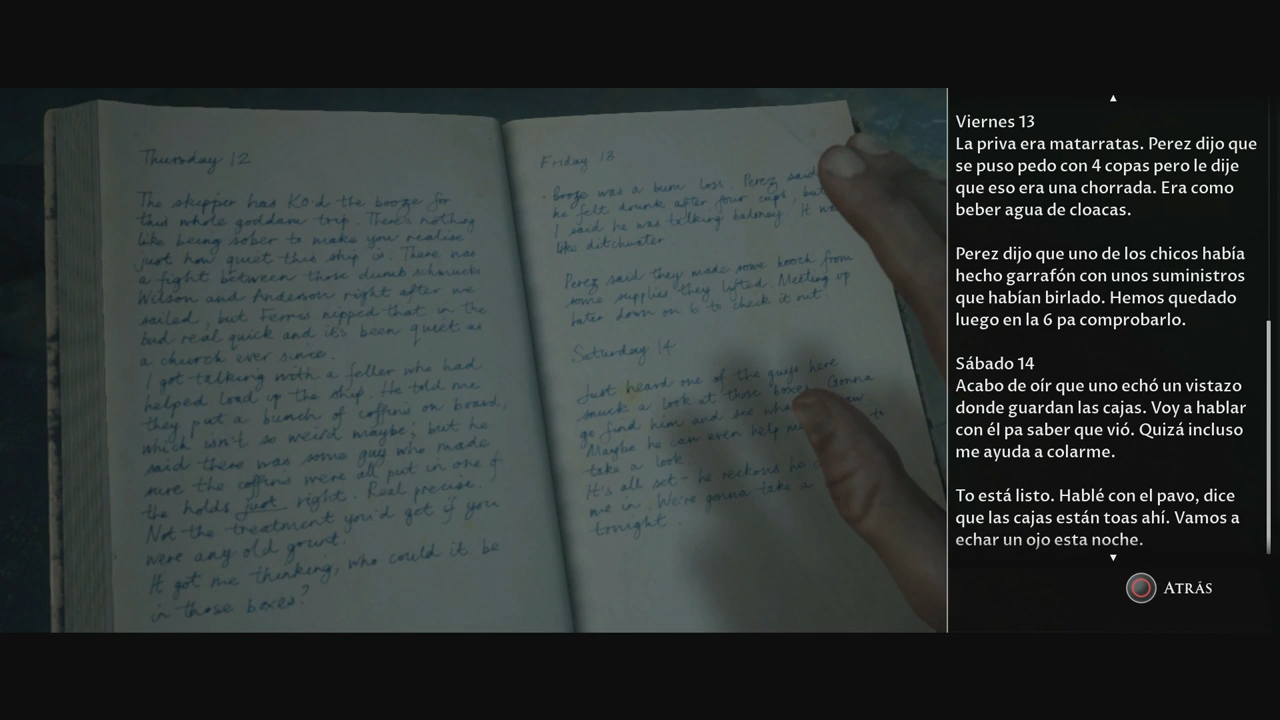 Thursday 12
The skipper has KO'd the booze for
this whole goddam trip. There's nothing
like being sober to make you realise
just how quiet this ship is. There was
a fight between those dumb schmucks
Wilson and Anderson right after we
sailed, but Ferris nipped that in the
bud real quick and it's been quiet as
a church ever since.
I got talking with a feller who had
helped load up the ship. He told me
they put a bunch of coffins on board,
which isn't so weird maybe; but he
said there was some guy who made
sure the coffins were all put in one of
the holds just right. Real precise.
Not the treatment you'd get if you
were any old grunt.
It got me thinking, who could it be
in those boxes?
Friday 13
Booze was a bum loss. Perez said
he felt drunk after four cups, but
I said he was talking baloney. It was
like ditchwater
Perez said they made some hooch from
some supplies they lifted. Meeting up
later down on 6 to check it out
Saturday 14
Just heard one of the guys here
snuck a look at those boxes. Gonna
go find him and see what
to
Maybe he can even help me
take a look.
It's all set - he reckons he
me in. We're gonna take a
tonight.
Viernes 13
La priva era matarratas. Perez dijo que
se puso pedo con 4 copas pero le dije
que eso era una chorrada. Era como
beber agua de cloacas.
Perez dijo que uno de los chicos había
hecho garrafón con unos suministros
que habían birlado. Hemos quedado
luego en la 6 pa comprobarlo.
Sábado 14
Acabo de oír que uno echó un vistazo
donde guardan las cajas. Voy a hablar
con él pa saber que vió. Quizá incluso
me ayuda a colarme.
To está listo. Hablé con el pavo, dice
que las cajas están toas ahí. Vamos a
echar un ojo esta noche.
Atrás